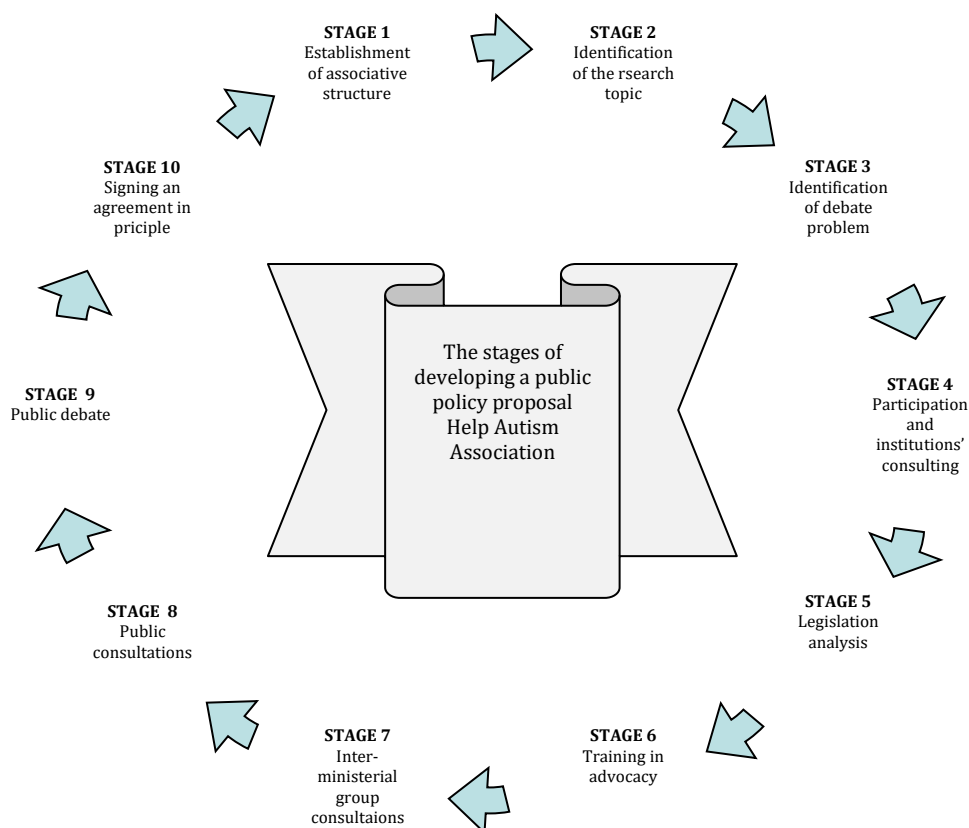 STAGE 1
Establishment
of associative
structure
STAGE 2
Identification
of the rsearch
topic
STAGE 3
Identification
of debate
problem
STAGE 4
Participation
and
institutions’
consulting
STAGE 5
Legislation
analysis
STAGE 6
Training in
advocacy
STAGE 7
Inter-
ministerial
group
consultaions
STAGE 8
Public
consultations
STAGE 9
Public debate
STAGE 10
Signing an
agreement in
priciple
The stages of
developing a public
policy proposal
Help Autism
Association